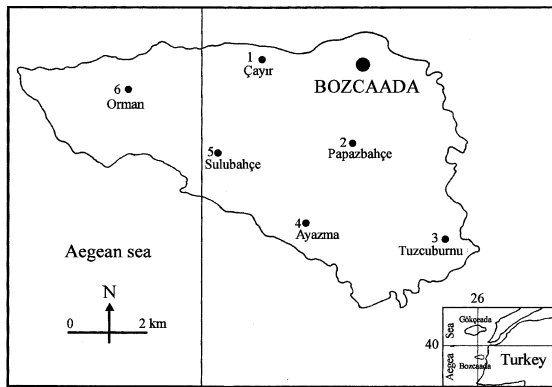 1
Çayır
BOZCAADA
6
Orman
2
Papazbahçe
5
Sulubahçe
4
Ayazma
3
Tuzcuburnu
Aegean sea
N
0 2 km
26
Gökçeada
40
Aegea Sea
Bozcaada
Turkey